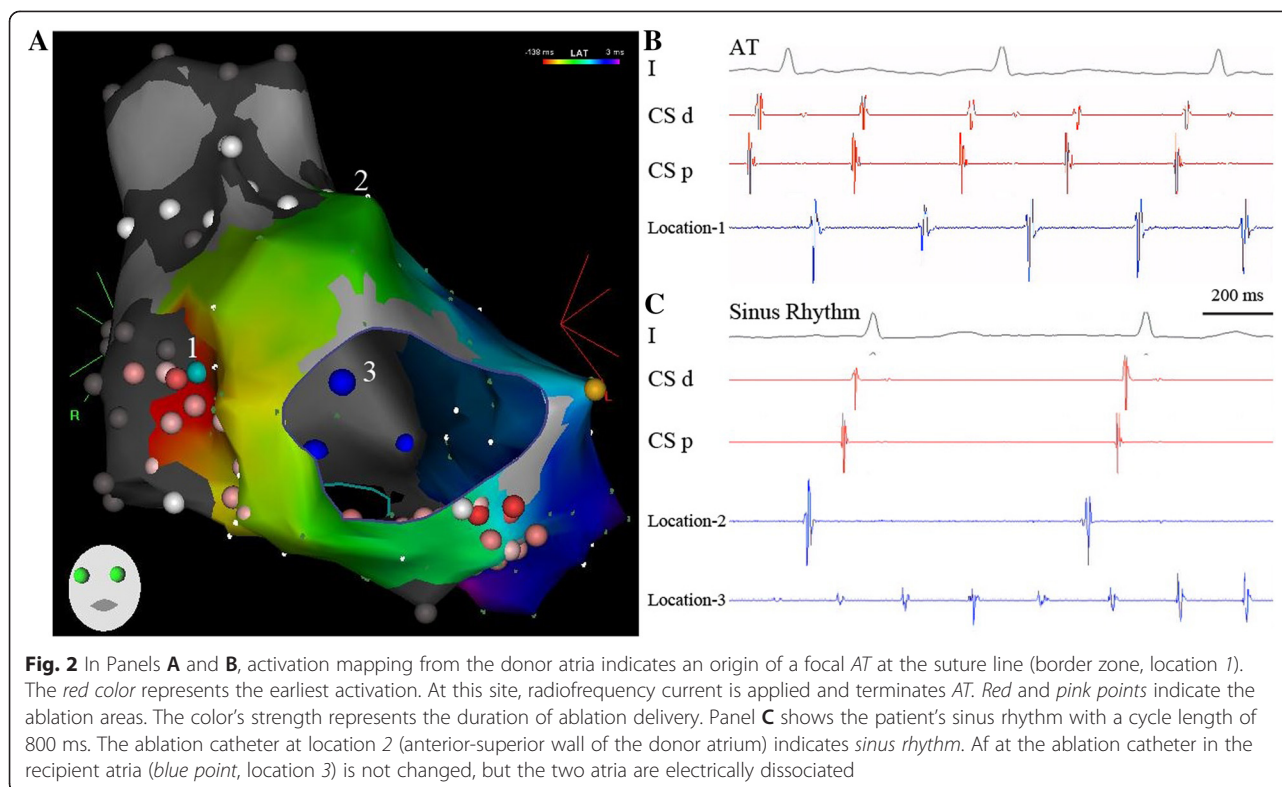 A
-138 ms LAT 3 ms
2
1
3
R
L
B
AT
I
CS d
CS p
Location-1
200 ms
C
Sinus Rhythm
I
CS d
CS p
Location-2
Location-3
Fig. 2 In Panels A and B, activation mapping from the donor atria indicates an origin of a focal AT at the suture line (border zone, location 1).
The red color represents the earliest activation. At this site, radiofrequency current is applied and terminates AT. Red and pink points indicate the
ablation areas. The color's strength represents the duration of ablation delivery. Panel C shows the patient's sinus rhythm with a cycle length of
800 ms. The ablation catheter at location 2 (anterior-superior wall of the donor atrium) indicates sinus rhythm. Af at the ablation catheter in the
recipient atria (blue point, location 3) is not changed, but the two atria are electrically dissociated